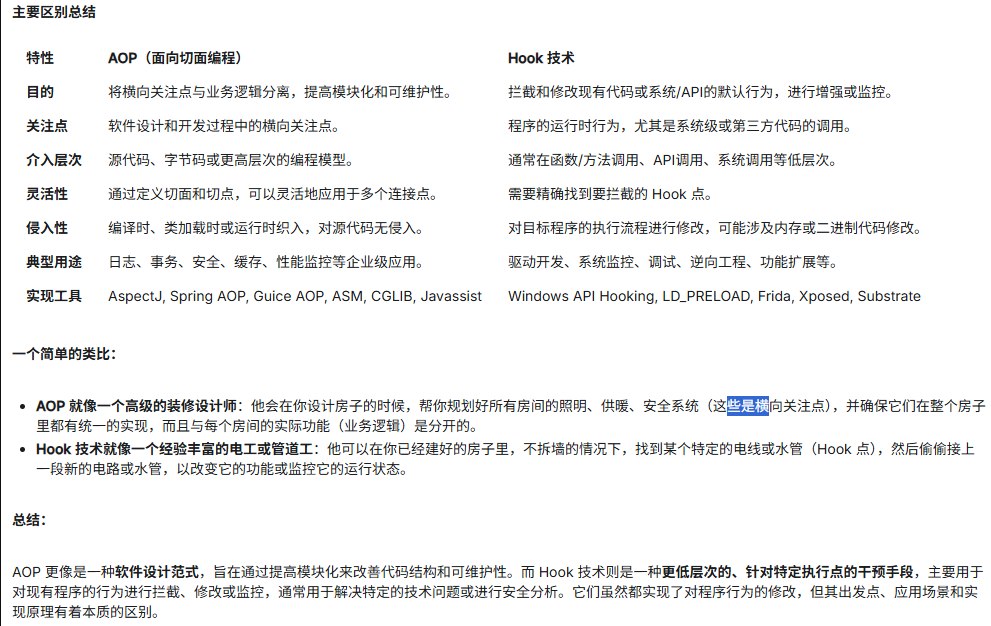 主要区别总结
特性 AOP（面向切面编程） Hook 技术
目的 将横向关注点与业务逻辑分离，提高模块化和可维护性。 拦截和修改现有代码或系统/API的默认行为，进行增强或监控。
关注点 软件设计和开发过程中的横向关注点。 程序的运行时行为，尤其是系统级或第三方代码的调用。
介入层次 源代码、字节码或更高层次的编程模型。 通常在函数/方法调用、API调用、系统调用等低层次。
灵活性 通过定义切面和切点，可以灵活地应用于多个连接点。 需要精确找到要拦截的 Hook 点。
侵入性 编译时、类加载时或运行时织入，对源代码无侵入。 对目标程序的执行流程进行修改，可能涉及内存或二进制代码修改。
典型用途 日志、事务、安全、缓存、性能监控等企业级应用。 驱动开发、系统监控、调试、逆向工程、功能扩展等。
实现工具 AspectJ, Spring AOP, Guice AOP, ASM, CGLIB, Javassist Windows API Hooking, LD_PRELOAD, Frida, Xposed, Substrate
一个简单的类比：
• AOP 就像一个高级的装修设计师：他会在你设计房子的时候，帮你规划好所有房间的照明、供暖、安全系统（这些是横向关注点），并确保它们在整个房子
里都有统一的实现，而且与每个房间的实际功能（业务逻辑）是分开的。
• Hook 技术就像一个经验丰富的电工或管道工：他可以在你已经建好的房子里，不拆墙的情况下，找到某个特定的电线或水管（Hook 点），然后偷偷接上
一段新的电路或水管，以改变它的功能或监控它的运行状态。
总结：
AOP 更像是一种软件设计范式，旨在通过提高模块化来改善代码结构和可维护性。而 Hook 技术则是一种更低层次的、针对特定执行点的干预手段，主要用于
对现有程序的行为进行拦截、修改或监控，通常用于解决特定的技术问题或进行安全分析。它们虽然都实现了对程序行为的修改，但其出发点、应用场景和实
现原理有着本质的区别。